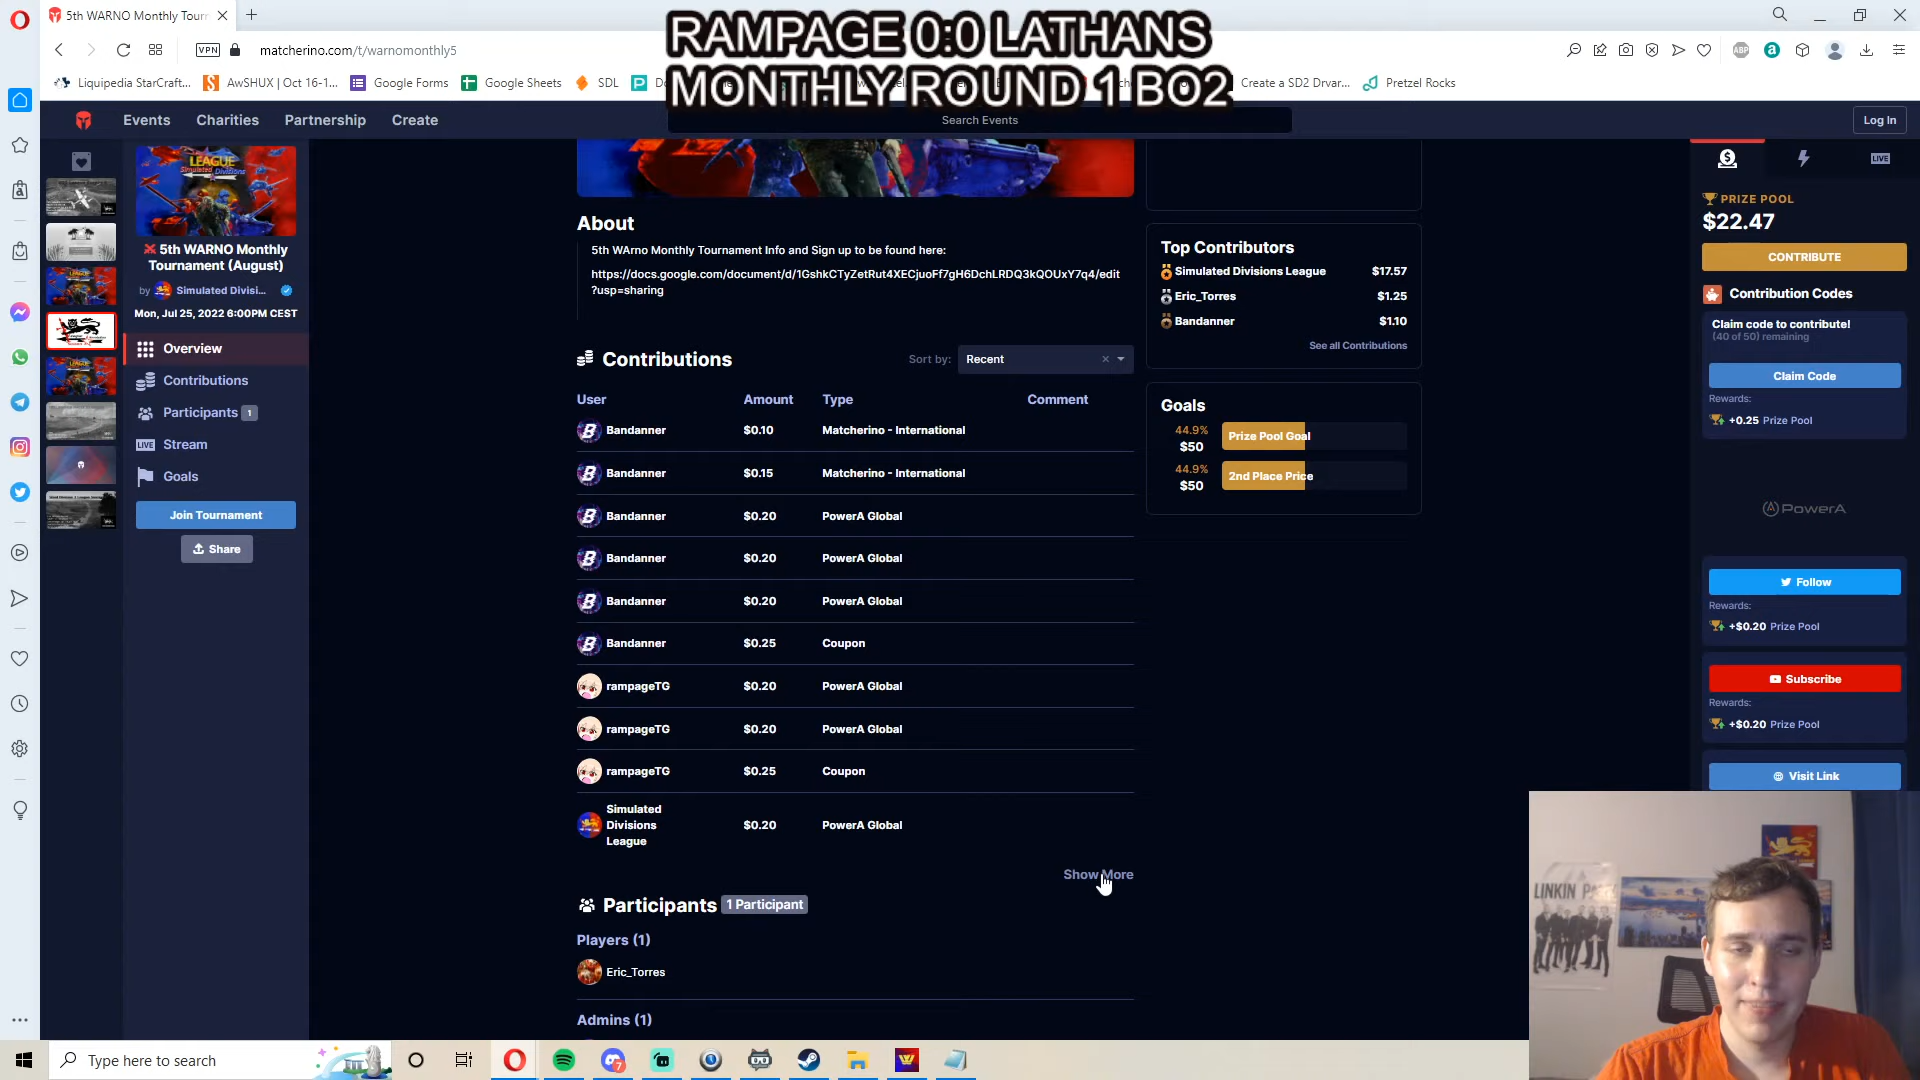 5th WARNO Monthly Tourn
RAMPAGE 0:0 LATHANS
MONTHLY ROUND 1 BO2
VPN
matcherino.com/t/warnomonthly5
ABP
Liquipedia StarCraft...
AwSHUX | Oct 16-1...
Google Forms
Google Sheets
SDL
Create a SD2 Drvar...
Pretzel Rocks
Events
Charities
Partnership
Create
Search Events
Log In
LEAGUE
Simulated Divisions
5th WARNO Monthly
Tournament (August)
by Simulated Divisi...
Mon, Jul 25, 2022 6:00PM CEST
Overview
Contributions
Participants 1
LIVE Stream
Goals
Join Tournament
Share
About
5th WArno Monthly Tournament Info and Sign up to be found here:
https://docs.google.com/document/d/1GshkCTyZetRut4XECjuoFf7gH6DchLRDQ3kQOUxY7q4/edit
?usp=sharing
Contributions
Sort by: Recent
User Amount Type Comment
Bandanner $0.10 Matcherino - International
Bandanner $0.15 Matcherino - International
Bandanner $0.20 PowerA Global
Bandanner $0.20 PowerA Global
Bandanner $0.20 PowerA Global
Bandanner $0.25 Coupon
rampageTG $0.20 PowerA Global
rampageTG $0.20 PowerA Global
rampageTG $0.25 Coupon
Simulated
Divisions
League
$0.20 PowerA Global
Show More
Participants 1 Participant
Players (1)
Eric_Torres
Admins (1)
Top Contributors
Simulated Divisions League $17.57
Eric_Torres $1.25
Bandanner $1.10
See all Contributions
Goals
44.9%
$50
Prize Pool Goal
44.9%
$50
2nd Place Price
LIVE
PRIZE POOL
$22.47
CONTRIBUTE
Contribution Codes
Claim code to contribute!
(40 of 50) remaining
Claim Code
Rewards:
+0.25 Prize Pool
PowerA
Follow
Rewards:
+$0.20 Prize Pool
Subscribe
Rewards:
+$0.20 Prize Pool
Visit Link
LINKIN PARK
Type here to search
7